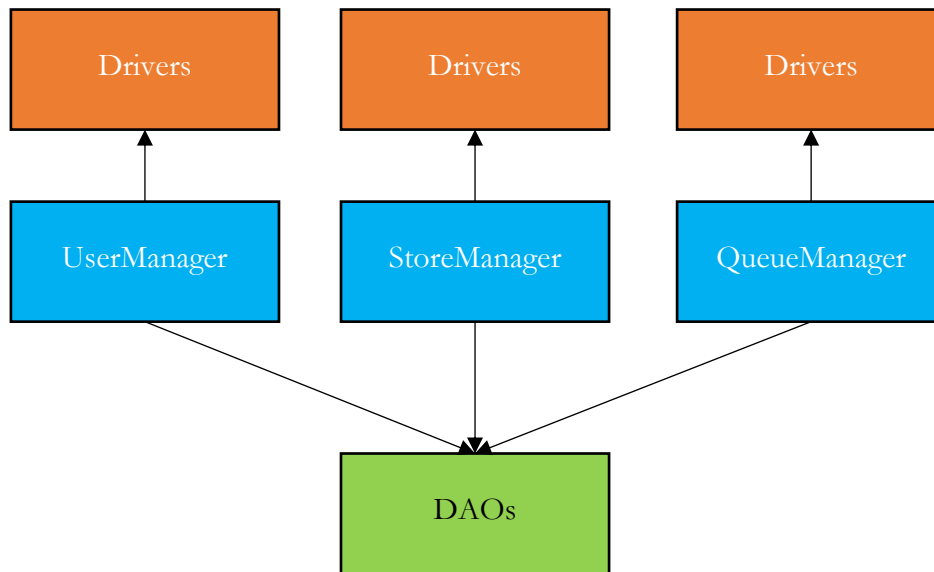 Drivers
Drivers
Drivers
UserManager
StoreManager
QueueManager
DAOs